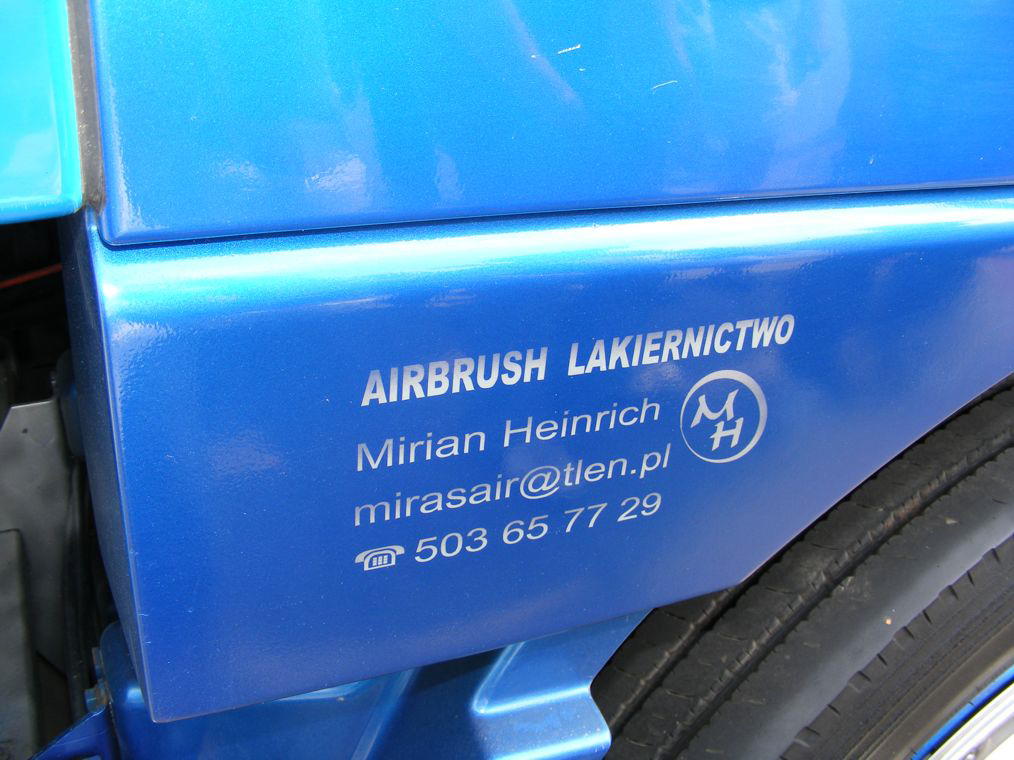 AIRBRUSH LAKIERNICTWO
Mirian Heinrich
MH
mirasair@tlen.pl
☎ 503 65 77 29